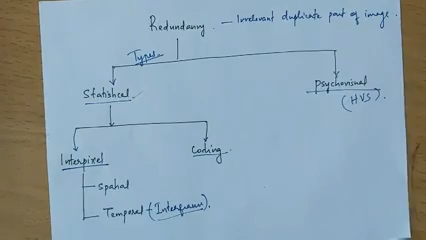 Redundancy. — Irrelevant duplicate part of image.
Types
Statistical
Psychovisual
(HVS).
Interpixel
Coding
Spatial
Temporal (Interframe).